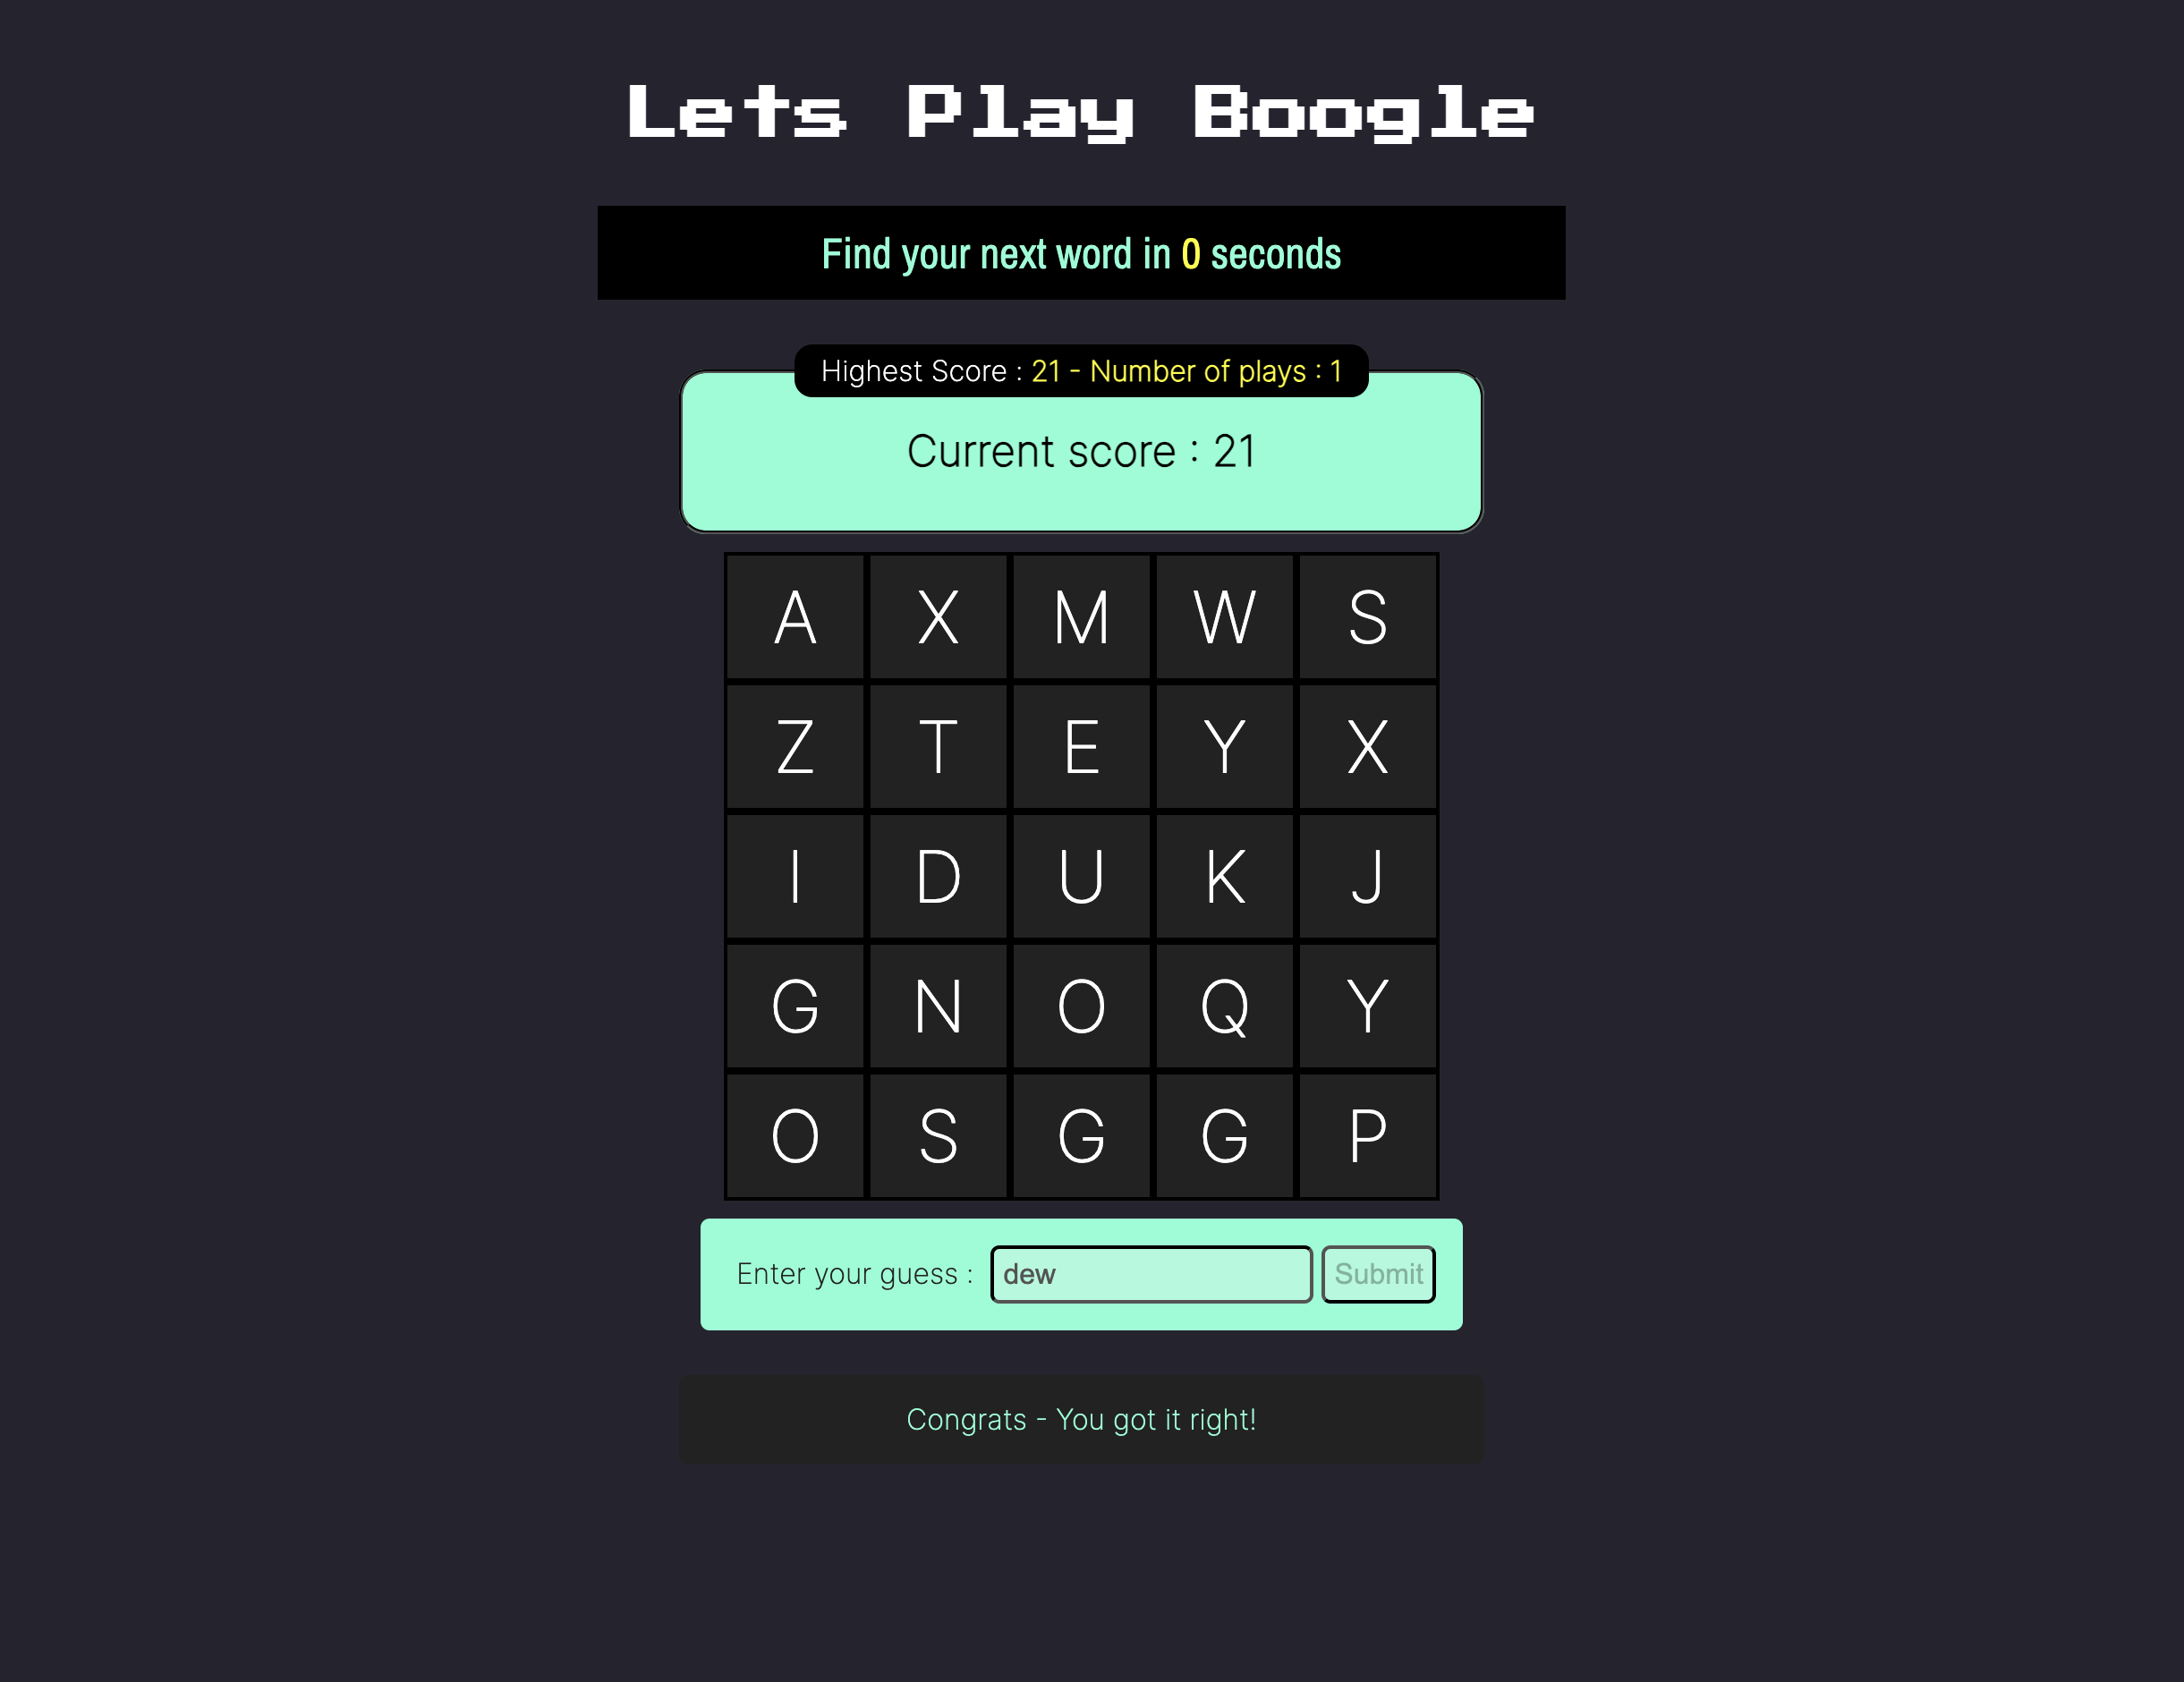 Lets Play Boogle
Find your next word in 0 seconds
Highest Score : 21 - Number of plays : 1
Current score : 21
A X M W S
Z T E Y X
I D U K J
G N O Q Y
O S G G P
Enter your guess : dew Submit
Congrats - You got it right!